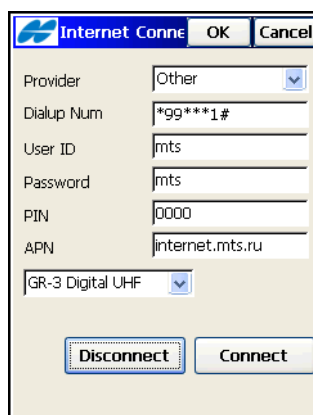 Internet Conne OK Cancel
Provider Other
Dialup Num *99***1#
User ID mts
Password mts
PIN 0000
APN internet.mts.ru
GR-3 Digital UHF
Disconnect Connect